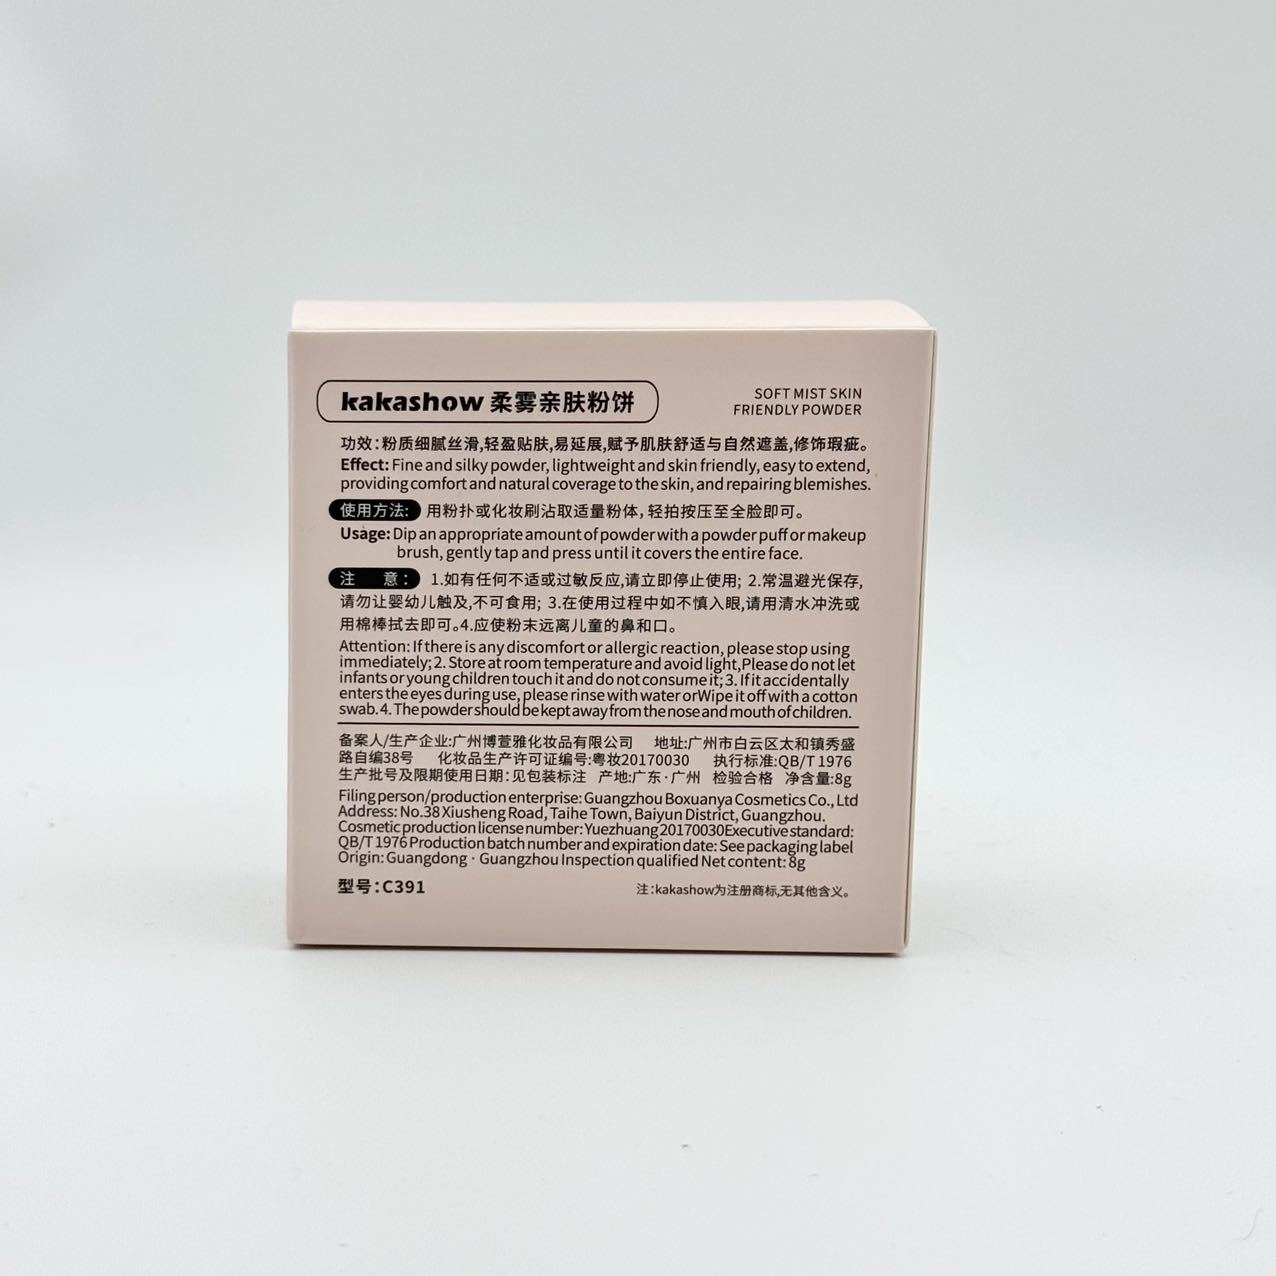 kakashow 柔雾亲肤粉饼
SOFT MIST SKIN
FRIENDLY POWDER
功效:粉质细腻丝滑,轻盈贴肤,易延展,赋予肌肤舒适与自然遮盖,修饰瑕疵。
Effect: Fine and silky powder, lightweight and skin friendly, easy to extend,
providing comfort and natural coverage to the skin, and repairing blemishes.
使用方法: 用粉扑或化妆刷沾取适量粉体，轻拍按压至全脸即可。
Usage: Dip an appropriate amount of powder with a powder puff or makeup
brush, gently tap and press until it covers the entire face.
注 意: 1.如有任何不适或过敏反应,请立即停止使用; 2.常温避光保存,
请勿让婴幼儿触及,不可食用; 3.在使用过程中如不慎入眼,请用清水冲洗或
用棉棒拭去即可。4.应使粉末远离儿童的鼻和口。
Attention: If there is any discomfort or allergic reaction, please stop using
immediately; 2. Store at room temperature and avoid light,Please do not let
infants or young children touch it and do not consume it; 3. If it accidentally
enters the eyes during use, please rinse with water orWipe it off with a cotton
swab. 4. The powder should be kept away from the nose and mouth of children.
备案人/生产企业:广州博萱雅化妆品有限公司 地址:广州市白云区太和镇秀盛
路自编38号 化妆品生产许可证编号:粤妆20170030 执行标准:QB/T 1976
生产批号及限期使用日期:见包装标注 产地:广东·广州 检验合格 净含量:8g
Filing person/production enterprise: Guangzhou Boxuanya Cosmetics Co., Ltd
Address: No.38 Xiusheng Road, Taihe Town, Baiyun District, Guangzhou.
Cosmetic production license number: Yuezhuang 20170030Executive standard:
QB/T 1976 Production batch number and expiration date: See packaging label
Origin: Guangdong · Guangzhou Inspection qualified Net content: 8g
型号:C391
注:kakashow为注册商标,无其他含义。